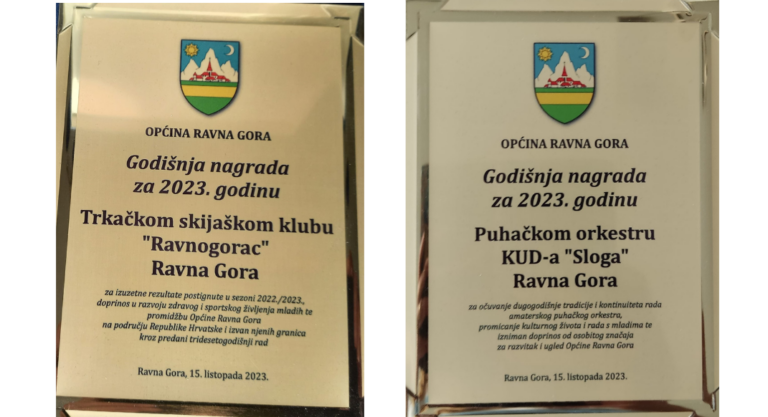 OPĆINA RAVNA GORA
Godišnja nagrada
za 2023. godinu
Trkačkom skijaškom klubu
"Ravnogorac"
Ravna Gora
za izuzetne rezultate postignute u sezoni 2022./2023.,
doprinos u razvoju zdravog i sportskog življenja mladih te
promidžbu Općine Ravna Gora
na području Republike Hrvatske i izvan njenih granica
kroz predani tridesetogodišnji rad
Ravna Gora, 15. listopada 2023.
OPĆINA RAVNA GORA
Godišnja nagrada
za 2023. godinu
Puhačkom orkestru
KUD-a "Sloga"
Ravna Gora
za očuvanje dugogodišnje tradicije i kontinuiteta rada
amaterskog puhačkog orkestra,
promicanje kulturnog života i rada s mladima te
izniman doprinos od osobitog značaja
za razvitak i ugled Općine Ravna Gora
Ravna Gora, 15. listopada 2023.